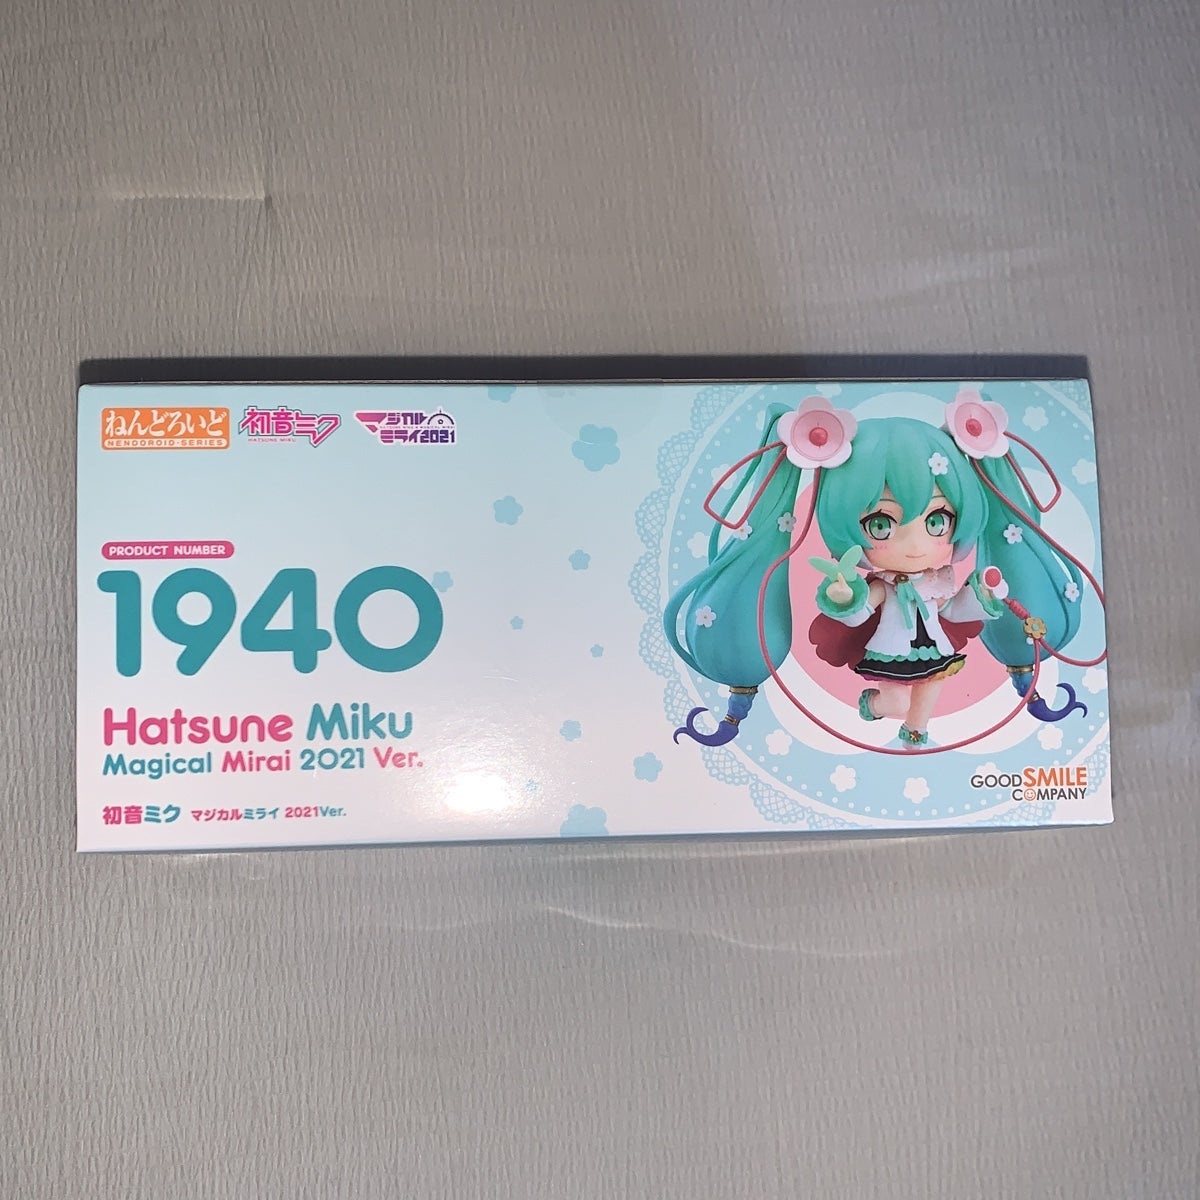 ねんどろいど
NENDOROID-SERIES
初音ミク
HATSUNE MIKU
マジカル
ミライ2021
PRODUCT NUMBER
1940
Hatsune Miku
Magical Mirai 2021 Ver.
初音ミク マジカルミライ 2021Ver.
GOOD SMILE
COMPANY